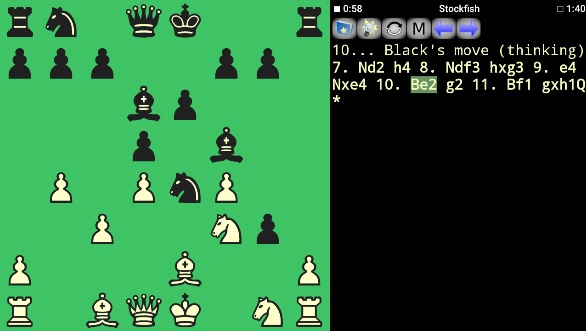 ■ 0:58 Stockfish □ 1:40
M
10... Black's move (thinking)
7. Nd2 h4 8. Ndf3 hxg3 9. e4
Nxe4 10. Be2 g2 11. Bf1 gxh1Q
*